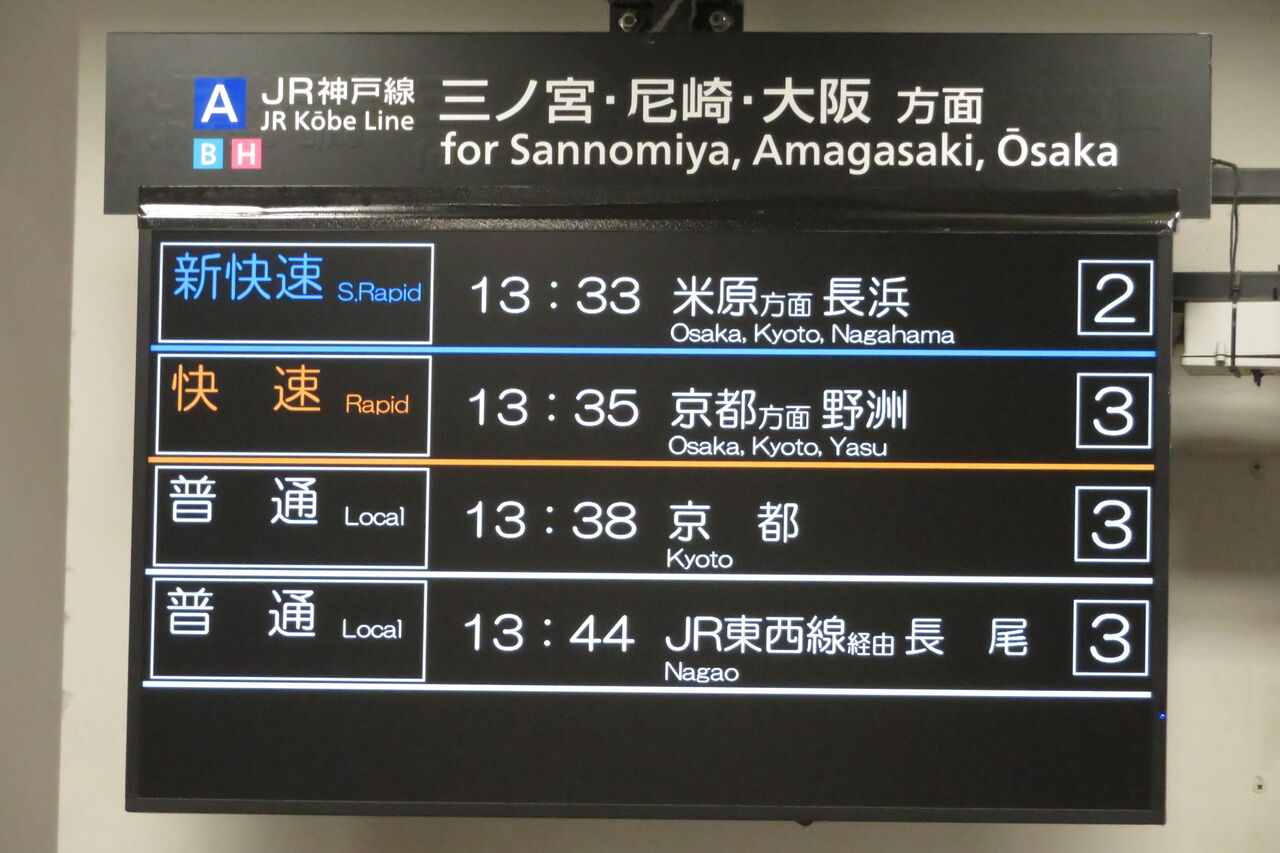 A JR神戸線 三ノ宮・尼崎・大阪 方面
JR Kōbe Line
B H for Sannomiya, Amagasaki, Ōsaka
新快速 S.Rapid 13:33 米原方面 長浜 2
Osaka, Kyoto, Nagahama
快 速 Rapid 13:35 京都方面 野洲 3
Osaka, Kyoto, Yasu
普 通 Local 13:38 京 都 3
Kyoto
普 通 Local 13:44 JR東西線経由 長 尾 3
Nagao